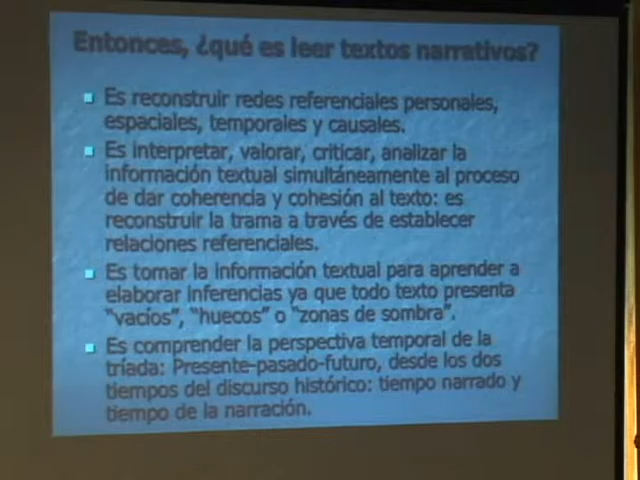 Entonces, ¿qué es leer textos narrativos?
Es reconstruir redes referenciales personales,
espaciales, temporales y causales.
Es interpretar, valorar, criticar, analizar la
información textual simultáneamente al proceso
de dar coherencia y cohesión al texto: es
reconstruir la trama a través de establecer
relaciones referenciales.
Es tomar la información textual para aprender a
elaborar inferencias ya que todo texto presenta
"vacíos", "huecos" o "zonas de sombra".
Es comprender la perspectiva temporal de la
tríada: Presente-pasado-futuro, desde los dos
tiempos del discurso histórico: tiempo narrado y
tiempo de la narración.